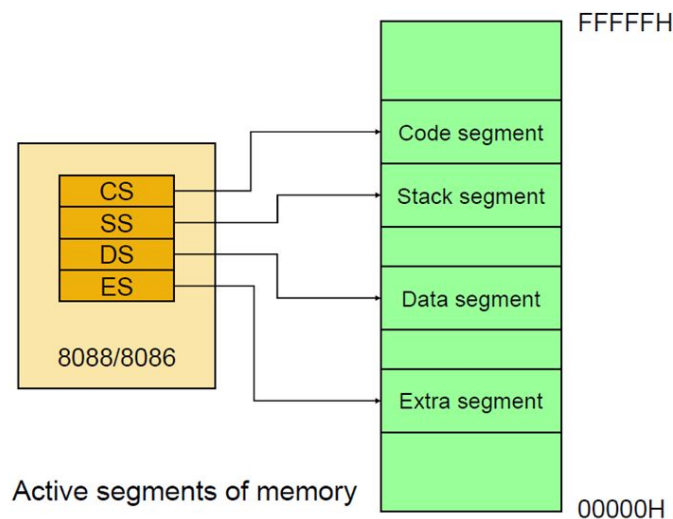 FFFFFH
Code segment
CS
Stack segment
SS
DS
ES
Data segment
8088/8086
Extra segment
Active segments of memory
00000H